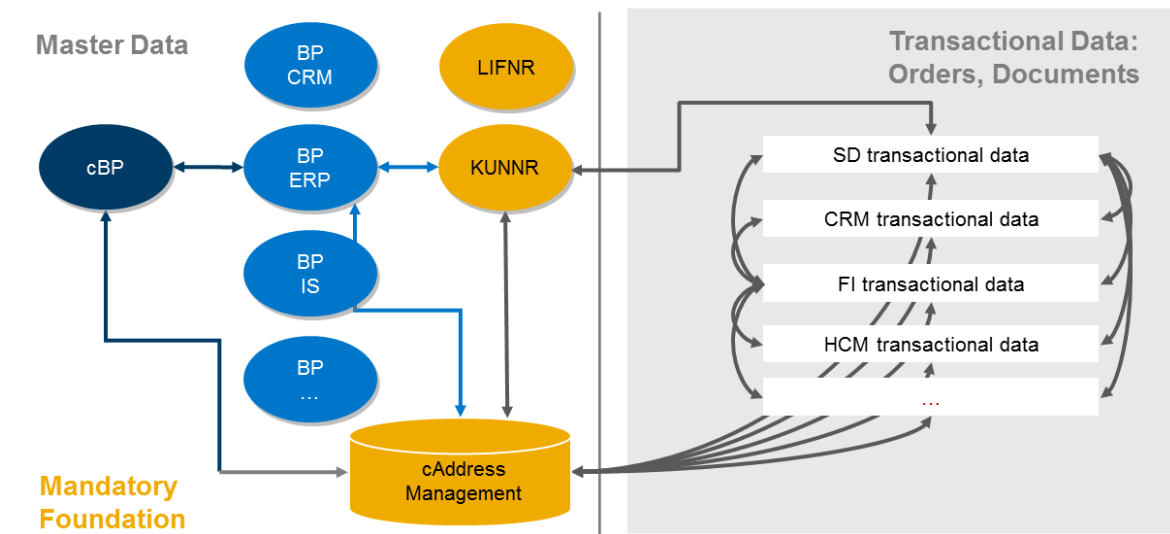 Master Data
BP
CRM
LIFNR
cBP
BP
ERP
KUNNR
BP
IS
BP
...
cAddress
Management
Mandatory
Foundation
Transactional Data:
Orders, Documents
SD transactional data
CRM transactional data
FI transactional data
HCM transactional data
...